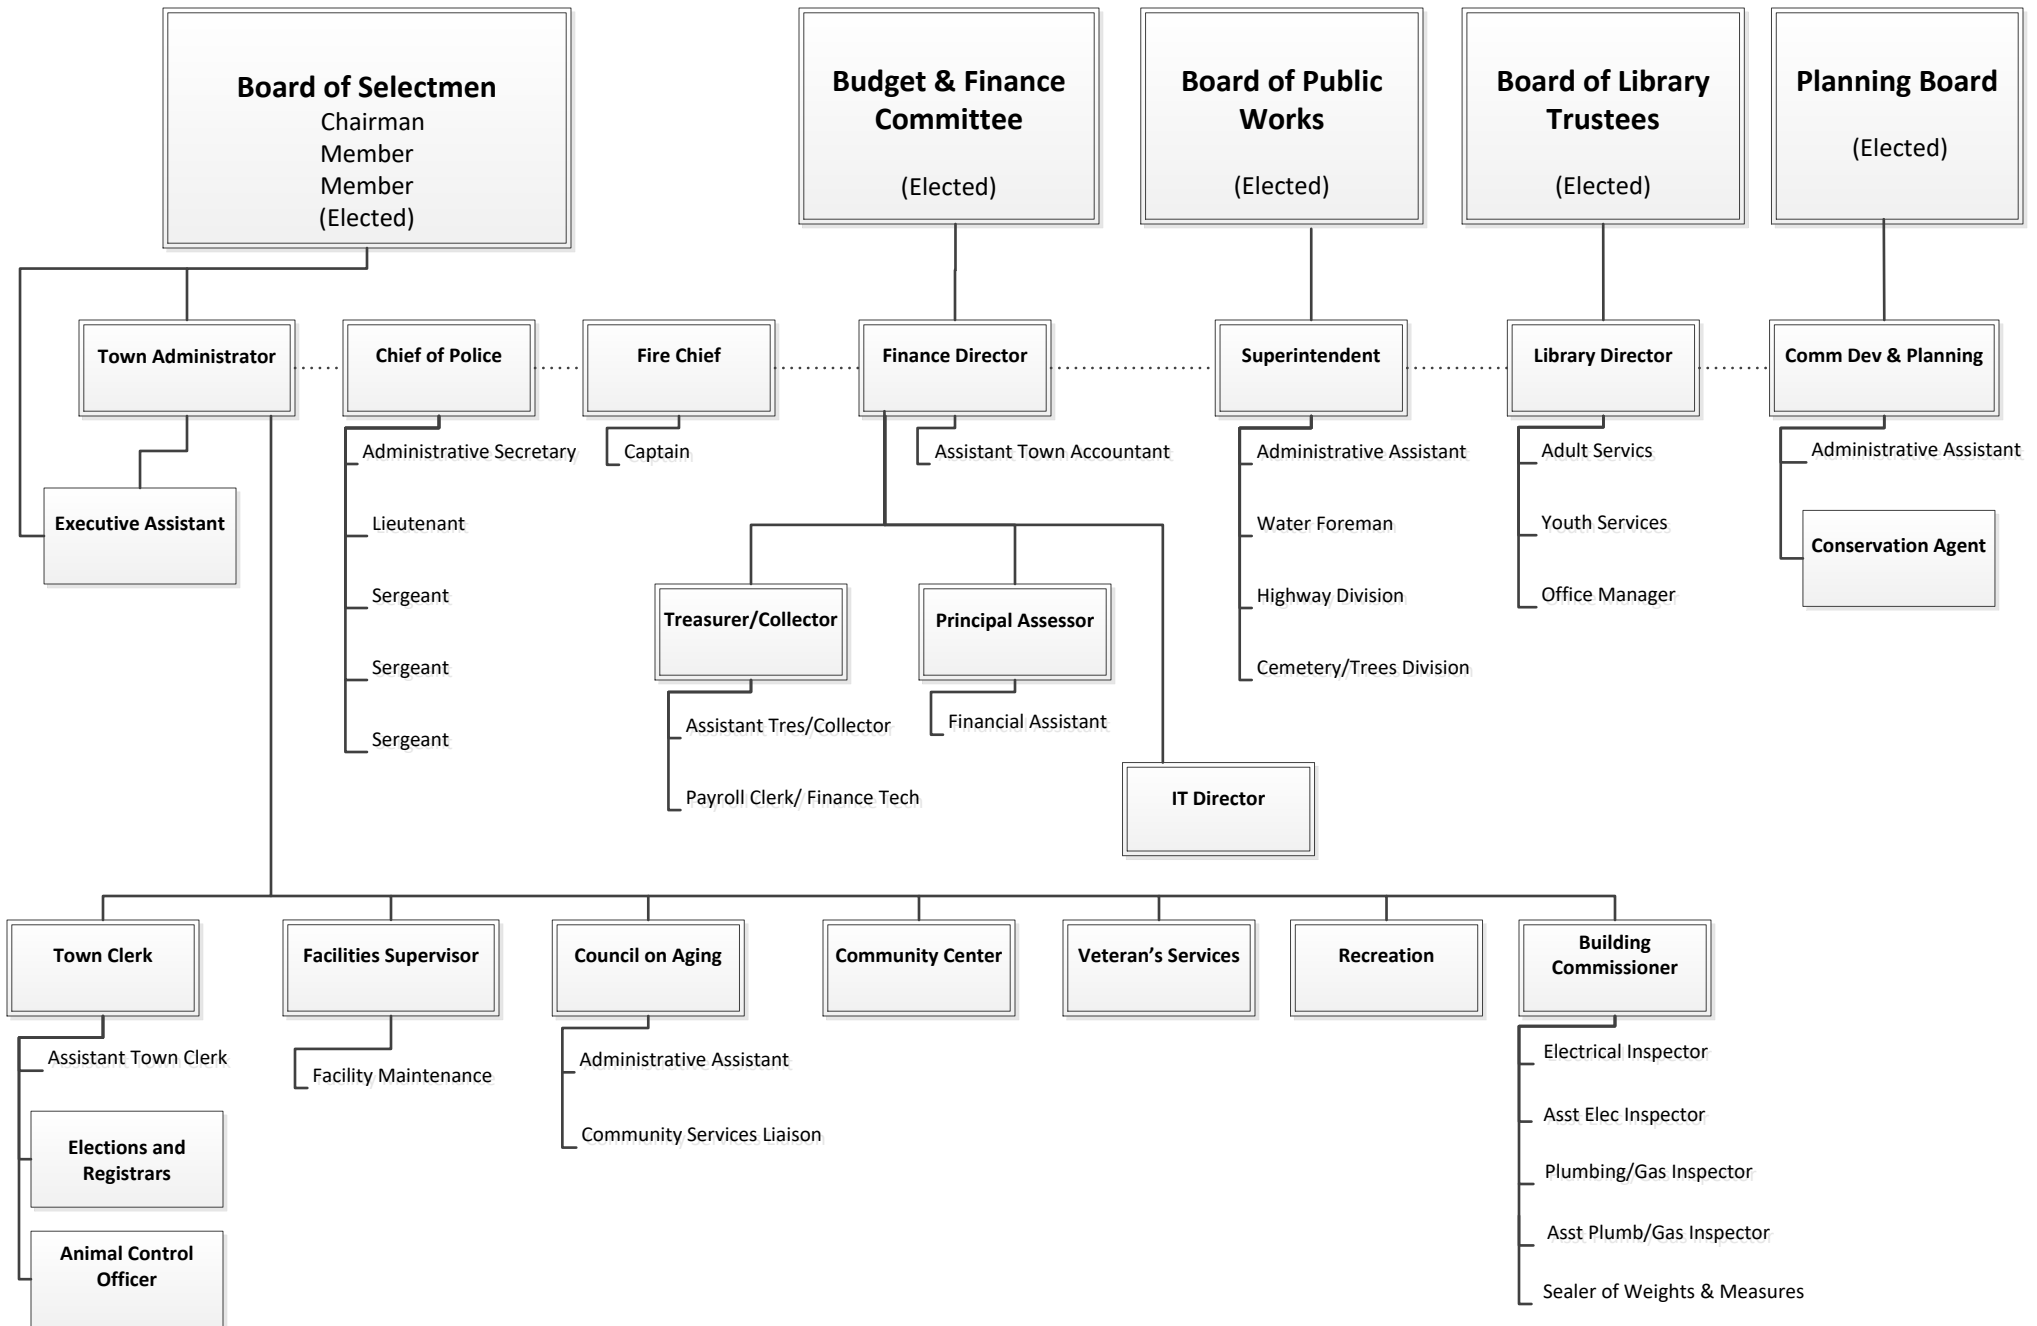 Board of Selectmen
Chairman
Member
Member
(Elected)
Budget & Finance
Committee
(Elected)
Board of Public
Works
(Elected)
Board of Library
Trustees
(Elected)
Planning Board
(Elected)
Town Administrator
Chief of Police
Fire Chief
Finance Director
Superintendent
Library Director
Comm Dev & Planning
Executive Assistant
Administrative Secretary
Lieutenant
Sergeant
Sergeant
Sergeant
Captain
Assistant Town Accountant
Treasurer/Collector
Assistant Tres/Collector
Payroll Clerk/ Finance Tech
Principal Assessor
Financial Assistant
IT Director
Administrative Assistant
Water Foreman
Highway Division
Cemetery/Trees Division
Adult Servics
Youth Services
Office Manager
Administrative Assistant
Conservation Agent
Town Clerk
Assistant Town Clerk
Elections and
Registrars
Animal Control
Officer
Facilities Supervisor
Facility Maintenance
Council on Aging
Administrative Assistant
Community Services Liaison
Community Center
Veteran’s Services
Recreation
Building
Commissioner
Electrical Inspector
Asst Elec Inspector
Plumbing/Gas Inspector
Asst Plumb/Gas Inspector
Sealer of Weights & Measures